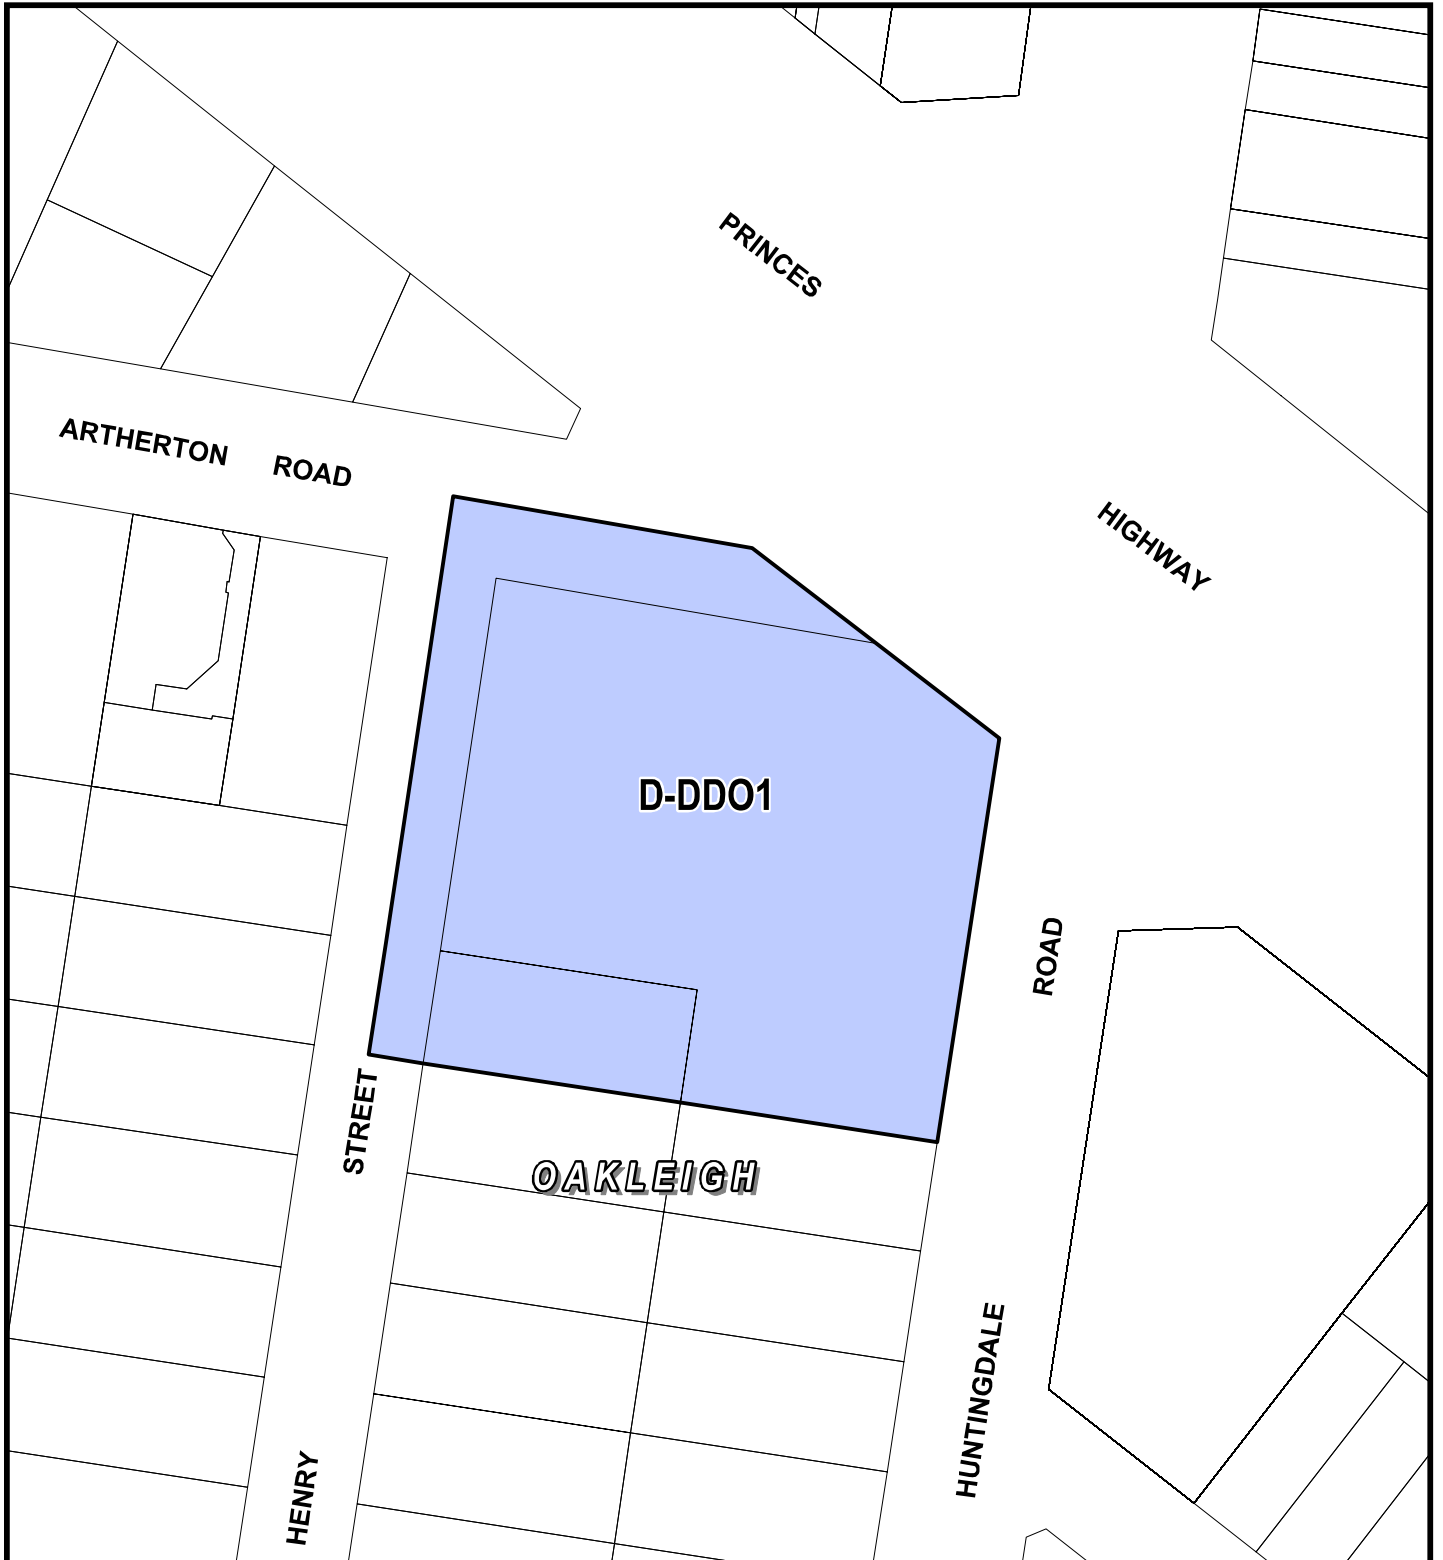 PRINCES
HIGHWAY
ARTHERTON ROAD
D-DDO1
ROAD
STREET
OAKLEIGH
HUNTINGDALE
HENRY